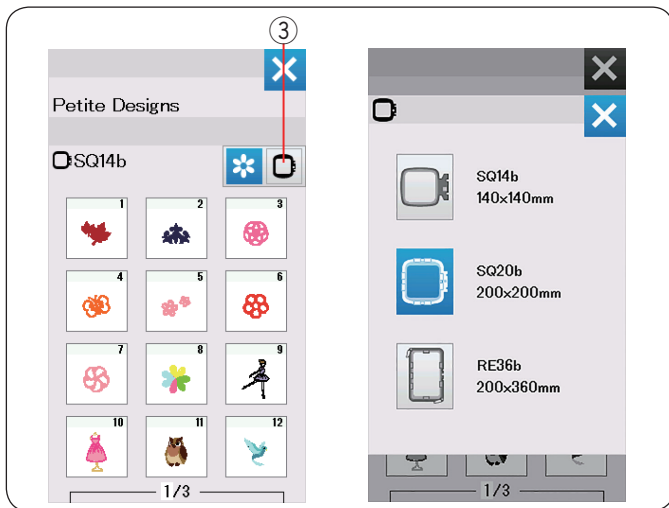 ③
Petite Designs
SQ14b
1 2 3
4 5 6
7 8 9
10 11 12
1/3
SQ14b
140x140mm
SQ20b
200x200mm
RE36b
200x360mm
1/3